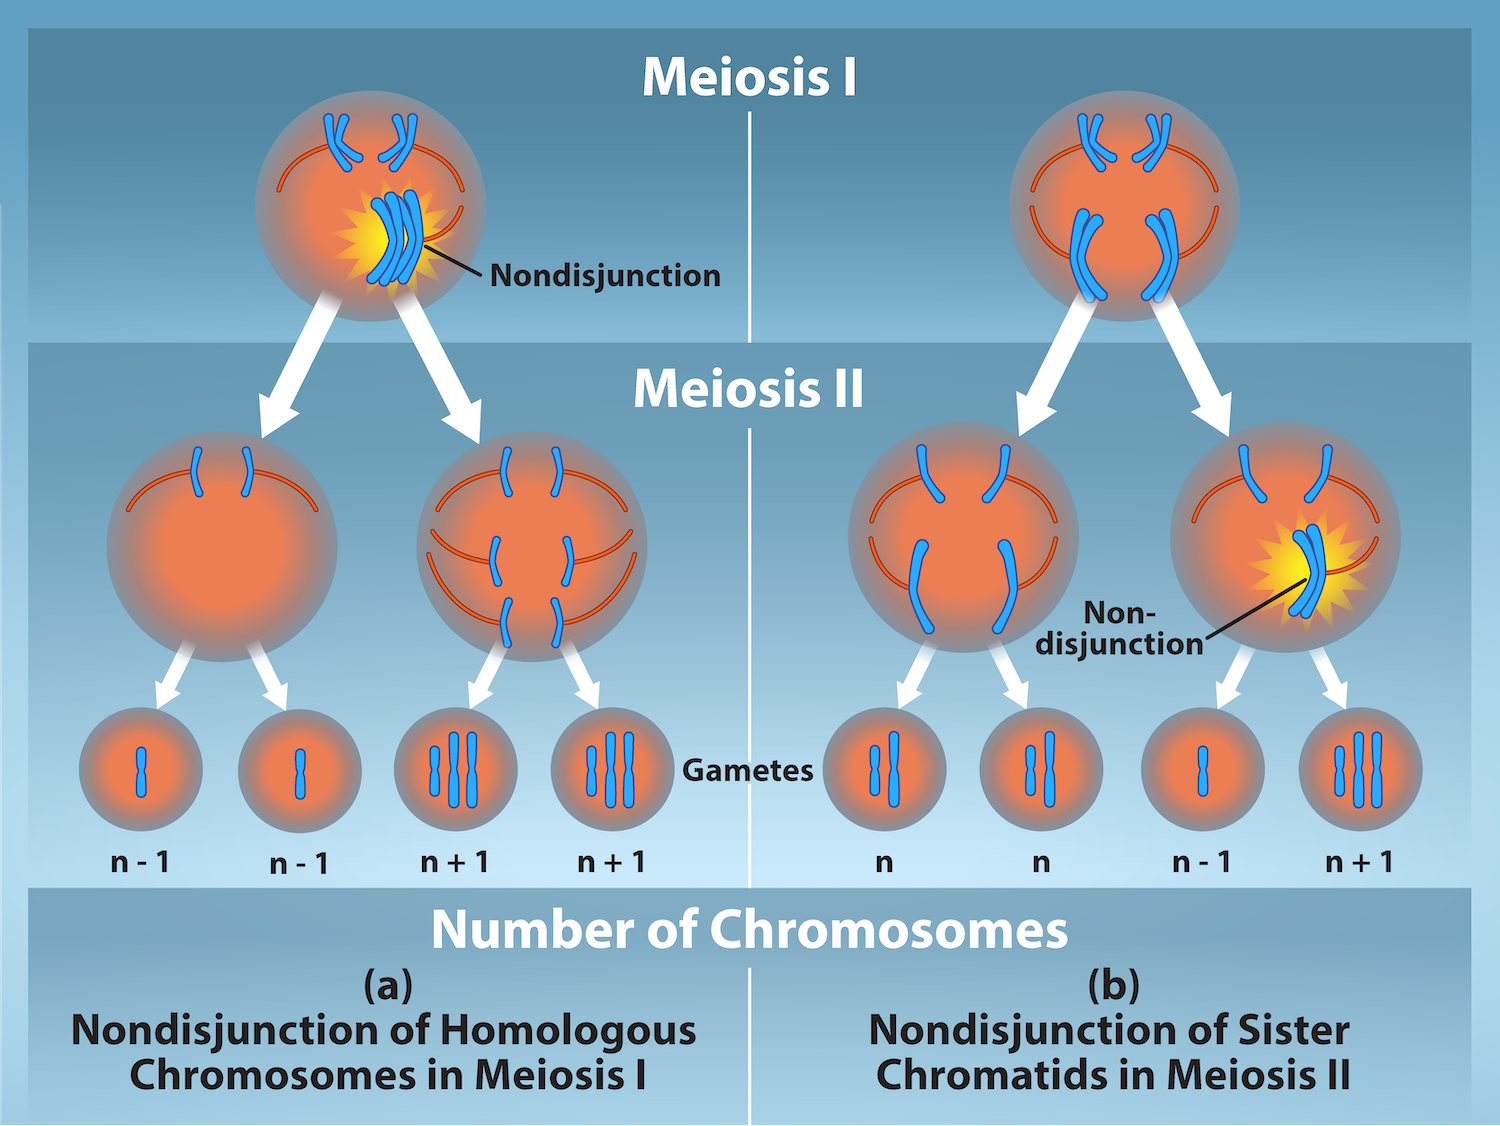 Meiosis I
Nondisjunction
Meiosis II
Non-
disjunction
Gametes
n - 1
n - 1
n + 1
n + 1
n
n
n - 1
n + 1
Number of Chromosomes
(a)
Nondisjunction of Homologous
Chromosomes in Meiosis I
(b)
Nondisjunction of Sister
Chromatids in Meiosis II